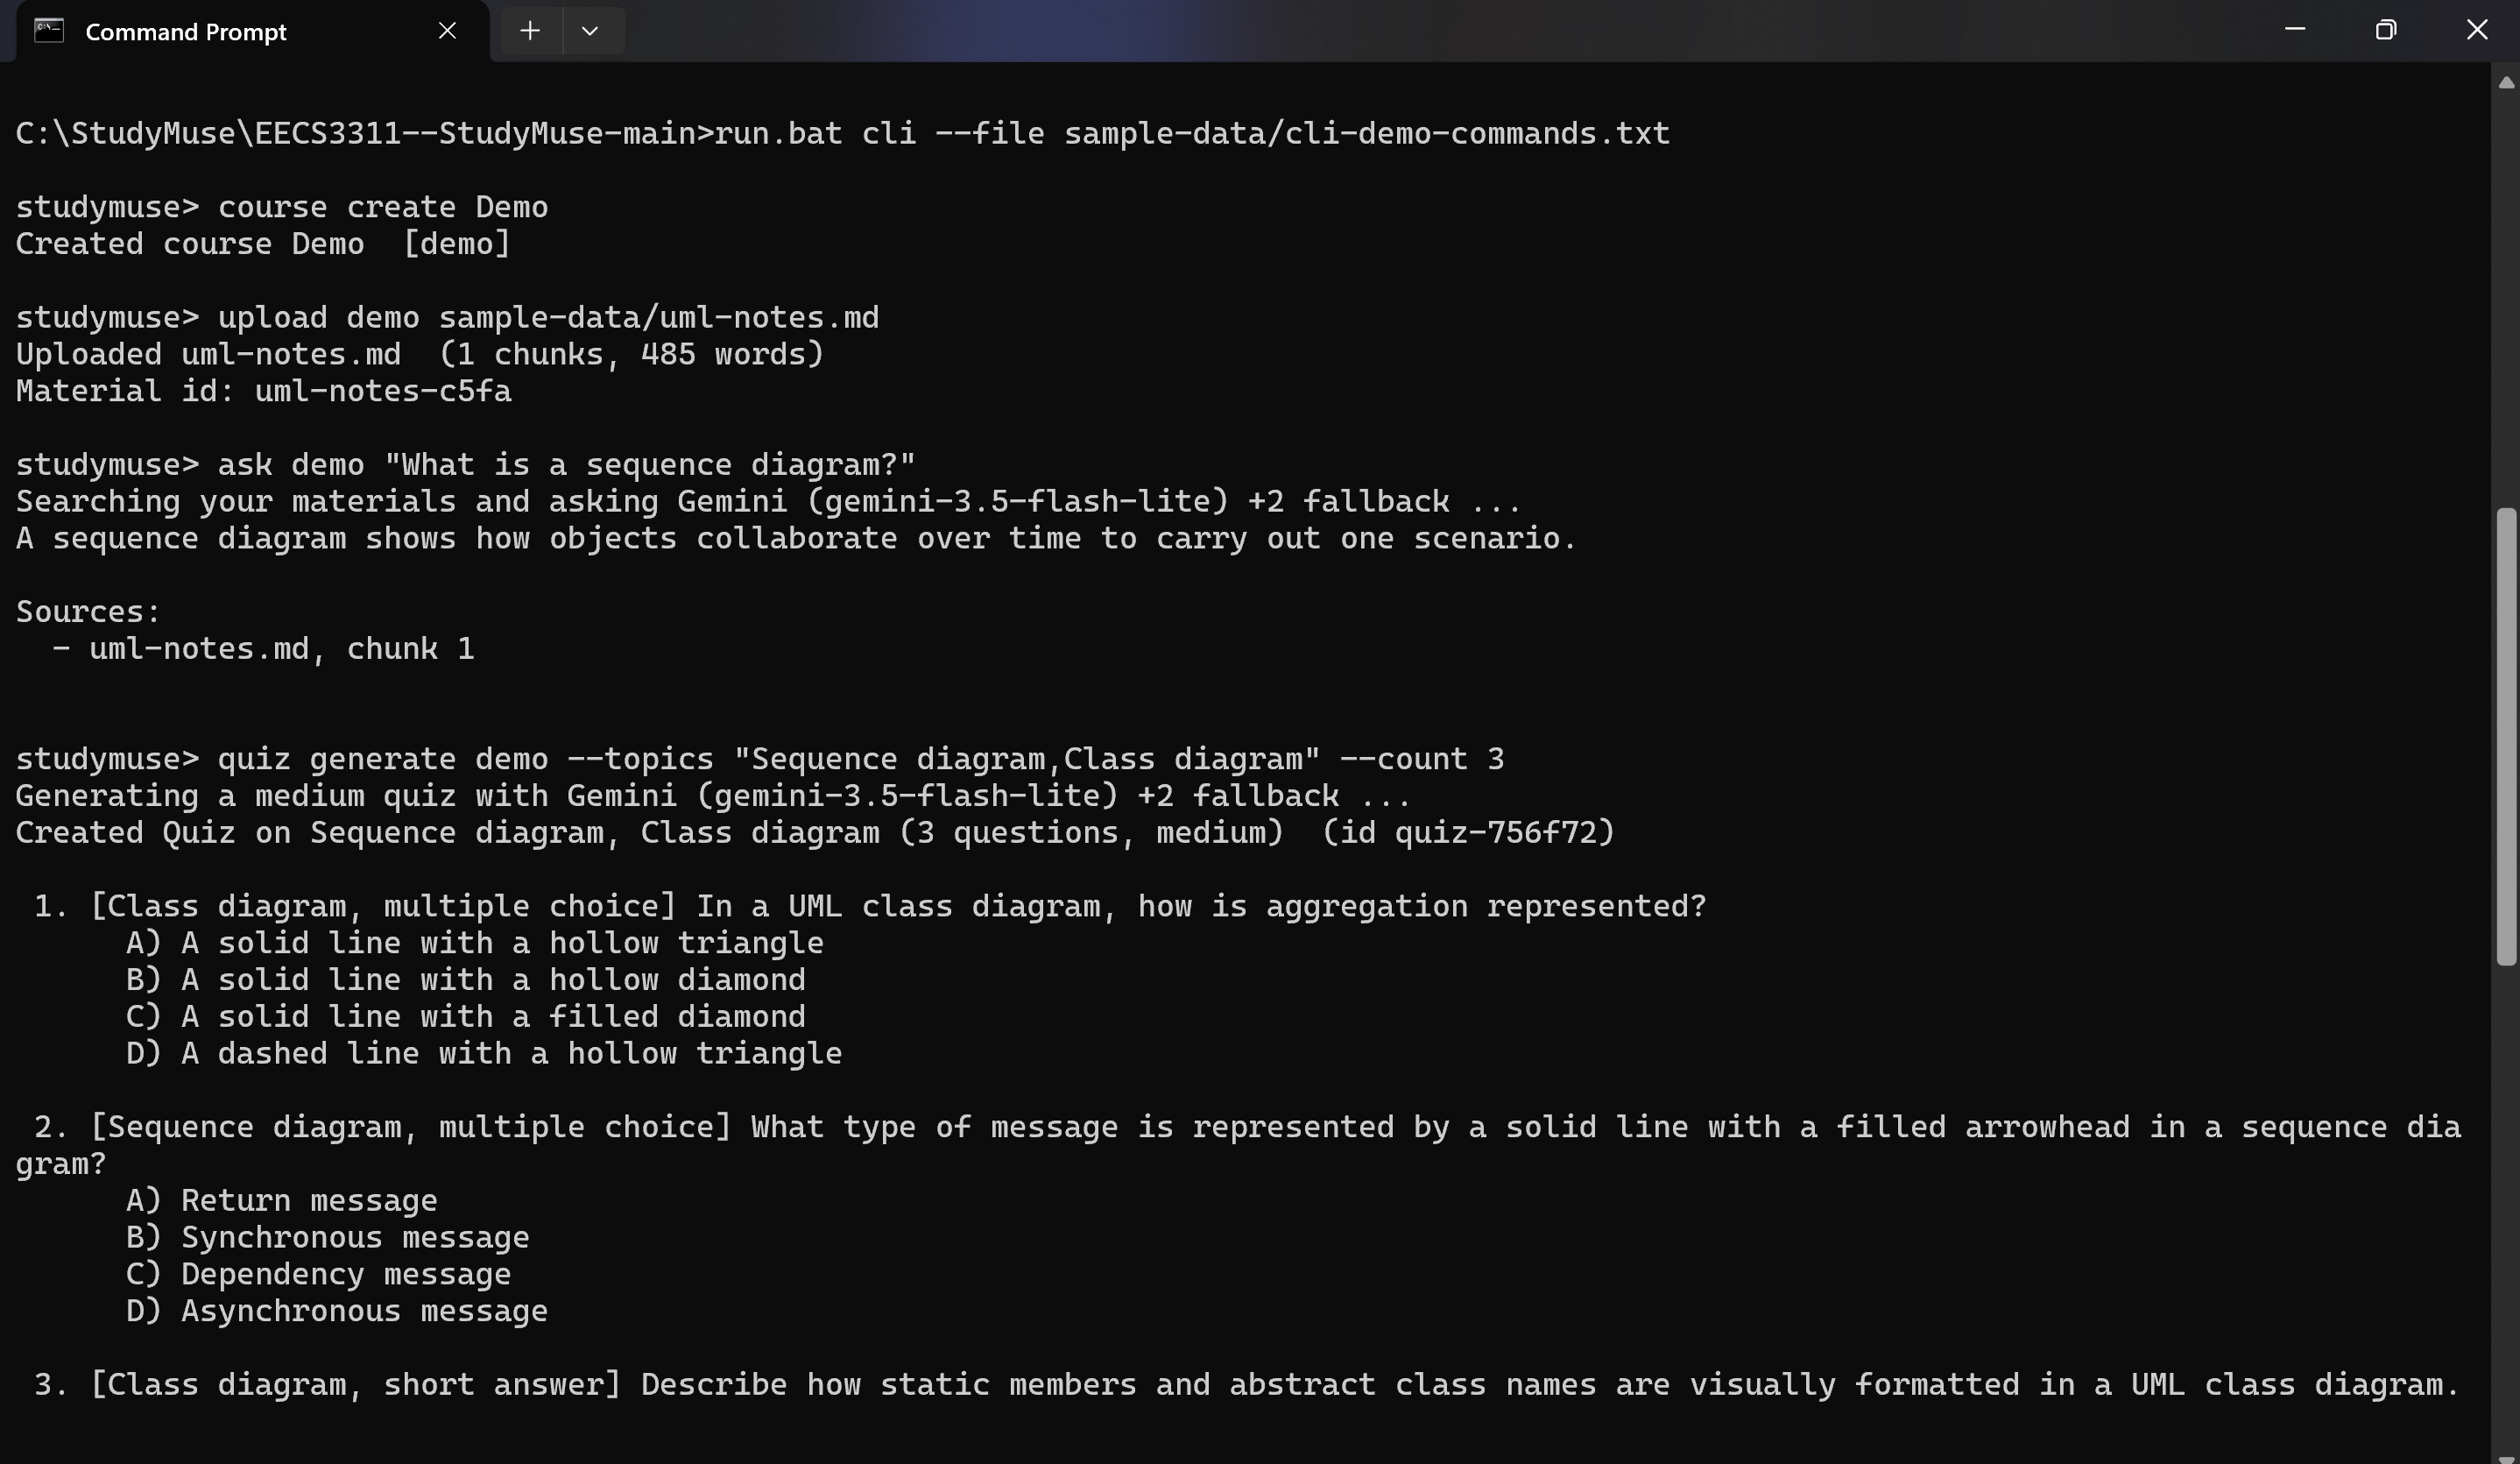 Command Prompt
C:\StudyMuse\EECS3311--StudyMuse-main>run.bat cli --file sample-data/cli-demo-commands.txt
studymuse> course create Demo
Created course Demo  [demo]
studymuse> upload demo sample-data/uml-notes.md
Uploaded uml-notes.md  (1 chunks, 485 words)
Material id: uml-notes-c5fa
studymuse> ask demo "What is a sequence diagram?"
Searching your materials and asking Gemini (gemini-3.5-flash-lite) +2 fallback ...
A sequence diagram shows how objects collaborate over time to carry out one scenario.
Sources:
  - uml-notes.md, chunk 1
studymuse> quiz generate demo --topics "Sequence diagram,Class diagram" --count 3
Generating a medium quiz with Gemini (gemini-3.5-flash-lite) +2 fallback ...
Created Quiz on Sequence diagram, Class diagram (3 questions, medium)  (id quiz-756f72)
 1. [Class diagram, multiple choice] In a UML class diagram, how is aggregation represented?
      A) A solid line with a hollow triangle
      B) A solid line with a hollow diamond
      C) A solid line with a filled diamond
      D) A dashed line with a hollow triangle
 2. [Sequence diagram, multiple choice] What type of message is represented by a solid line with a filled arrowhead in a sequence dia
gram?
      A) Return message
      B) Synchronous message
      C) Dependency message
      D) Asynchronous message
 3. [Class diagram, short answer] Describe how static members and abstract class names are visually formatted in a UML class diagram.